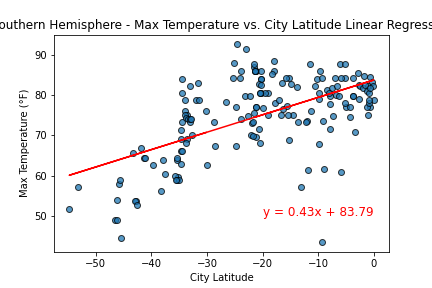 outhern Hemisphere - Max Temperature vs. City Latitude Linear Regress
90
80
70
60
50
Max Temperature (°F)
y = 0.43x + 83.79
−50 −40 −30 −20 −10 0
City Latitude